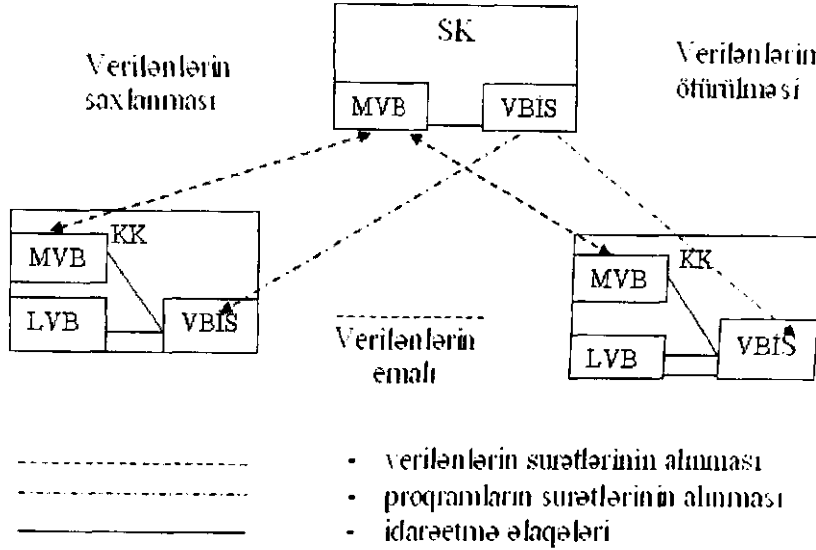 SK
Verilənlərin
saxlanması
Verilənlərin
ötürülməsi
MVB
VBİS
KK
MVB
LVB
VBİS
KK
MVB
LVB
VBİS
Verilənlərin
emalı
- verilənlərin surətlərinin alınması
- proqramların surətlərinin alınması
- idarəetmə əlaqələri